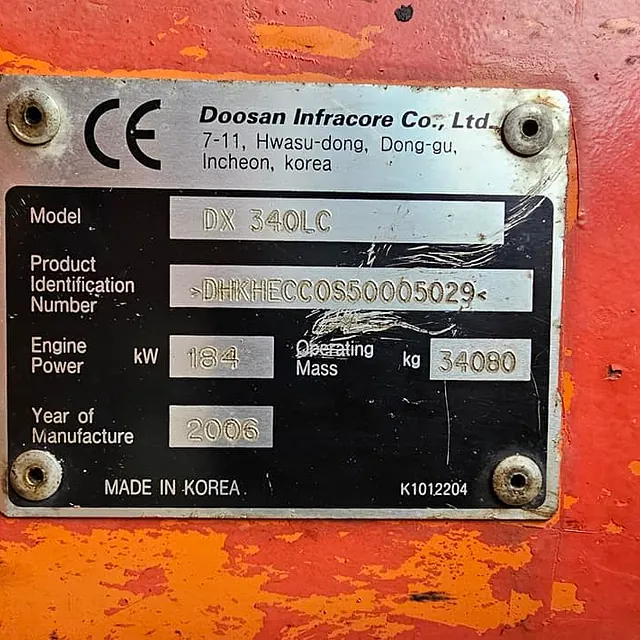 CE
Doosan Infracore Co., Ltd.
7-11, Hwasu-dong, Dong-gu,
Incheon, korea
Model DX 340LC
Product
Identification
Number >DHKHECC0S50005029<
Engine
Power kW 184 Operating
Mass kg 34080
Year of
Manufacture 2006
MADE IN KOREA K1012204